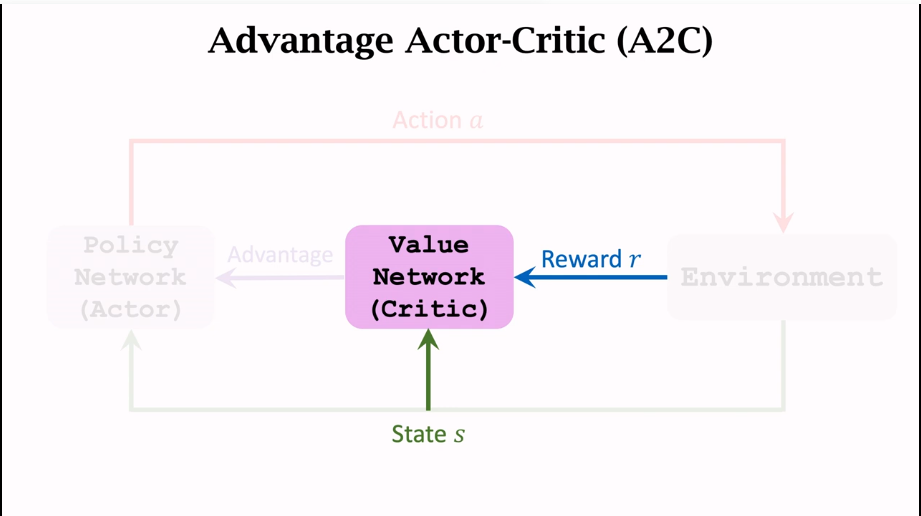 Advantage Actor-Critic (A2C)
Action a
Policy
Network
(Actor)
Advantage
Value
Network
(Critic)
Reward r
Environment
State s